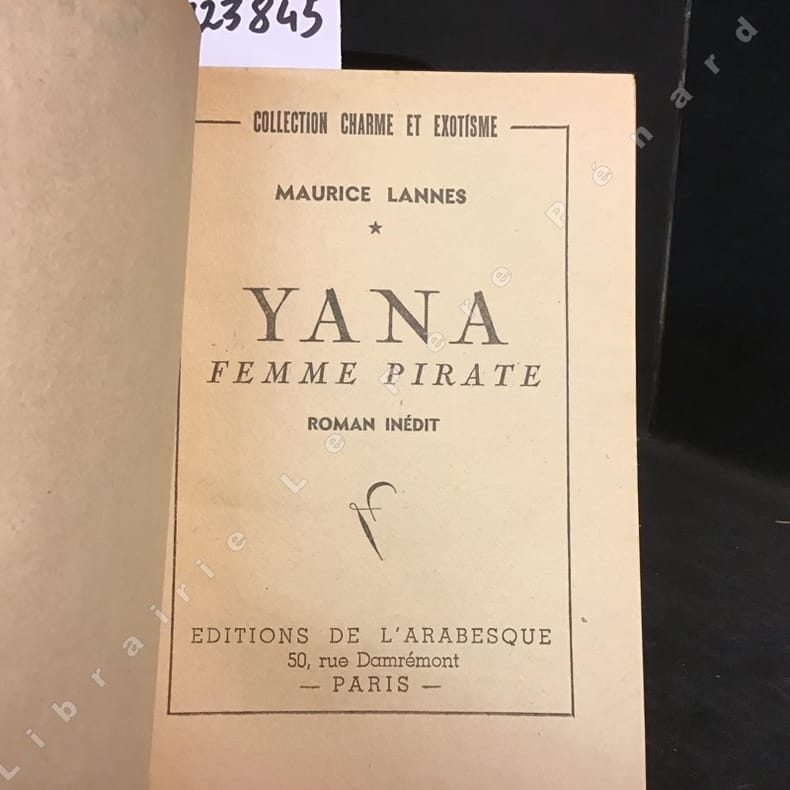 23845
COLLECTION CHARME ET EXOTISME
MAURICE LANNES
★
YANA
FEMME PIRATE
ROMAN INÉDIT
EDITIONS DE L'ARABESQUE
50, rue Damrémont
— PARIS —
Librairie Le Père Pénard